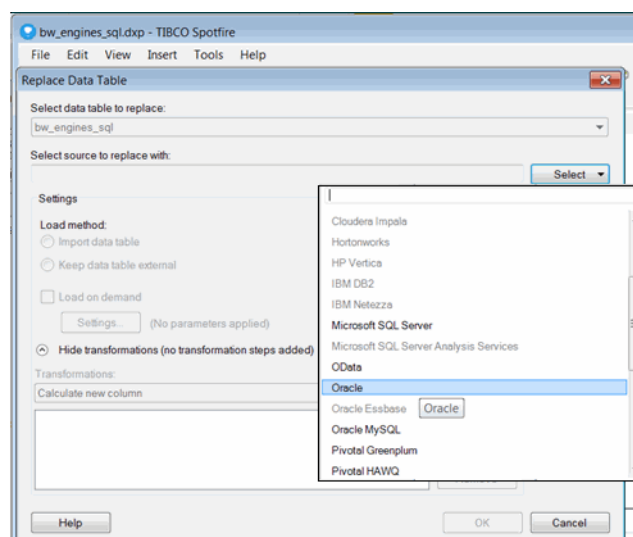 bw_engines_sql.dxp - TIBCO Spotfire
File Edit View Insert Tools Help
Replace Data Table
Select data table to replace:
bw_engines_sql
Select source to replace with:
Select
Settings
Load method:
Import data table
Keep data table external
Load on demand
Settings... (No parameters applied)
Hide transformations (no transformation steps added)
Transformations:
Calculate new column
Cloudera Impala
Hortonworks
HP Vertica
IBM DB2
IBM Netezza
Microsoft SQL Server
Microsoft SQL Server Analysis Services
OData
Oracle
Oracle Essbase
Oracle
Oracle MySQL
Pivotal Greenplum
Pivotal HAWQ
Help
OK
Cancel